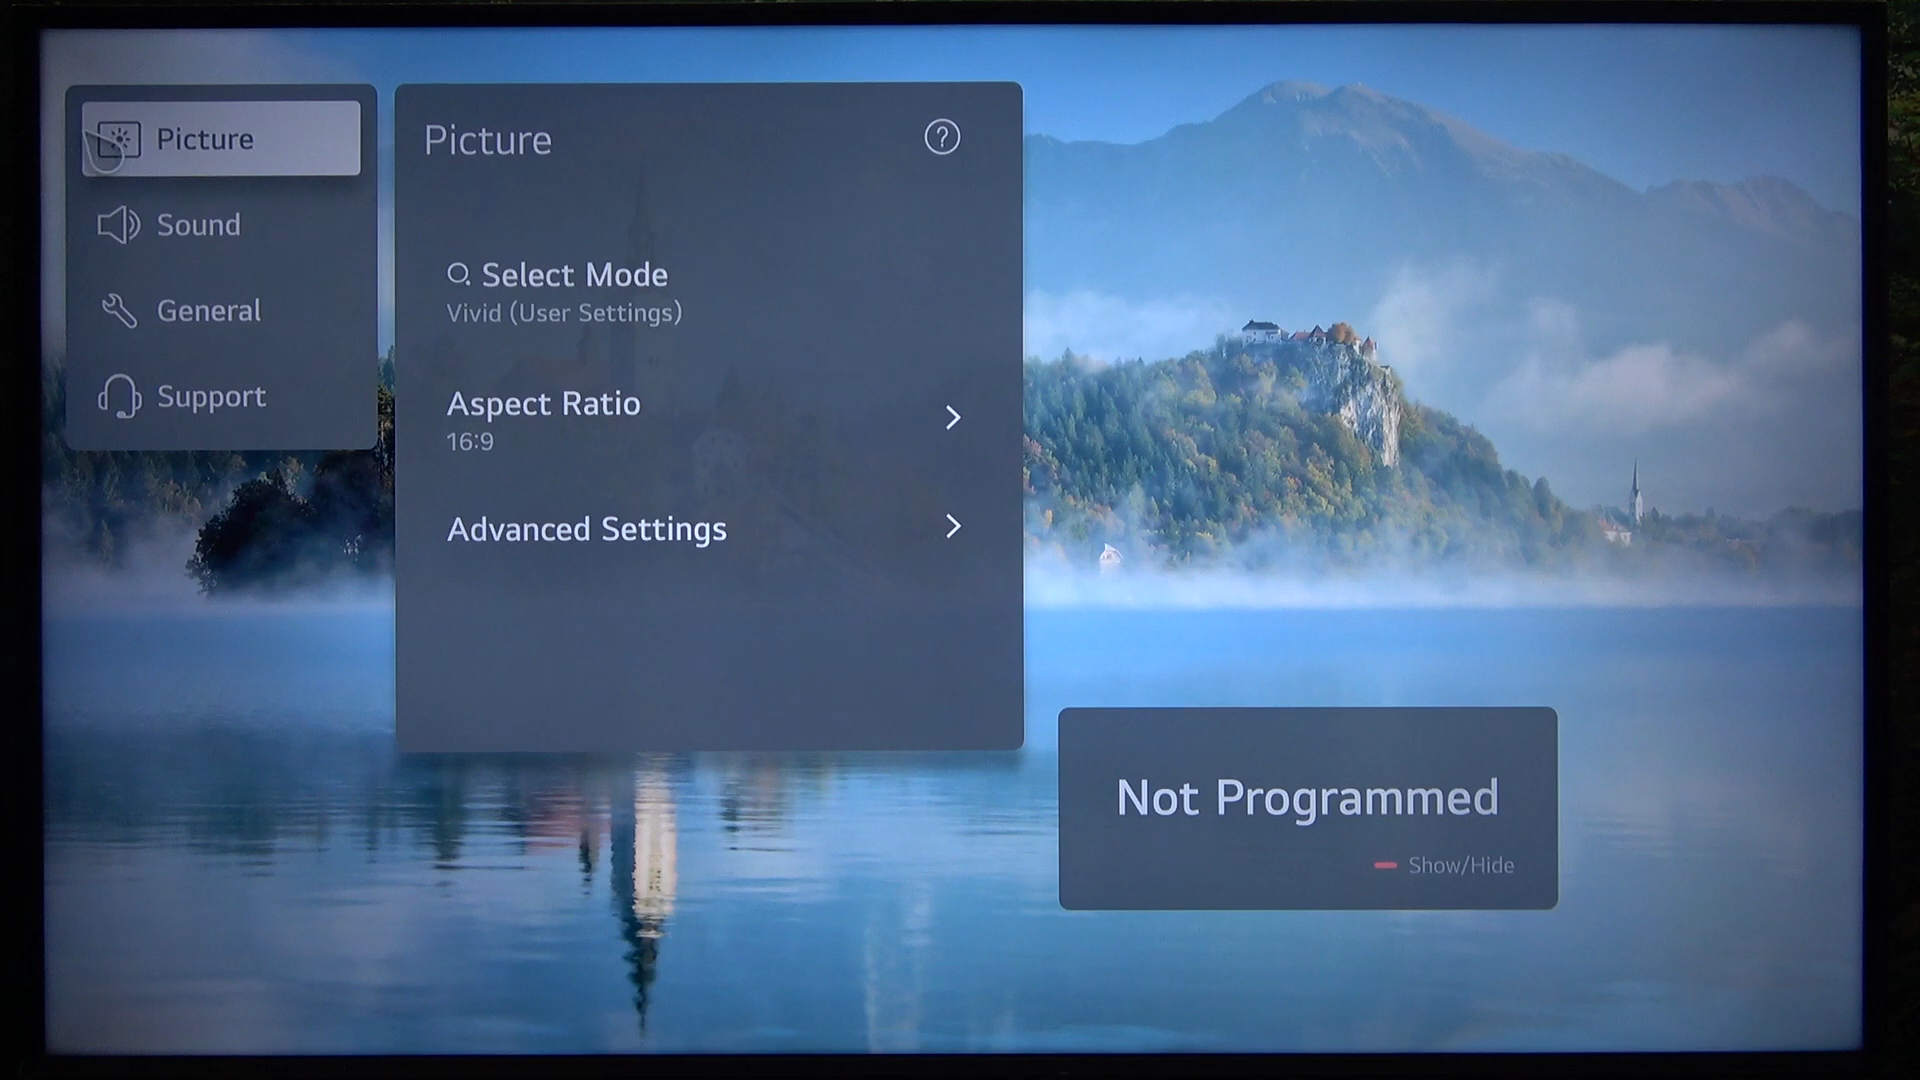 Picture
Sound
General
Support
Picture
?
Select Mode
Vivid (User Settings)
Aspect Ratio
16:9
Advanced Settings
Not Programmed
Show/Hide